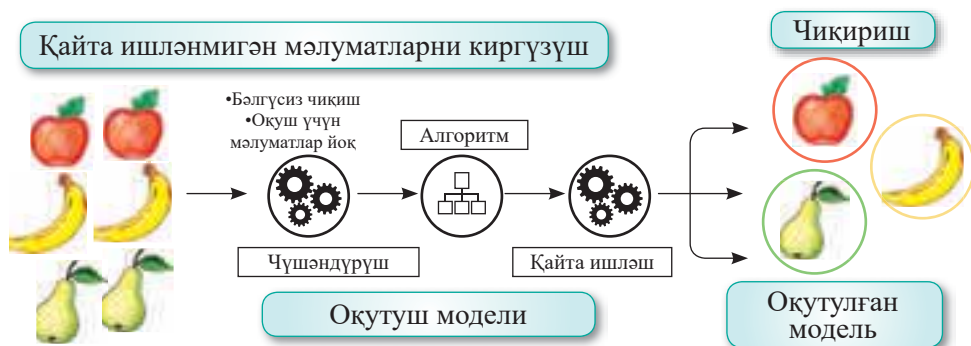 Қайта ишләнмигән мәлуматларни киргүзүш
Чиқириш
•Бәлгүсиз чиқиш
•Оқуш үчүн
мәлуматлар йоқ
Алгоритм
Чүшәндүрүш
Қайта ишләш
Оқутуш модели
Оқутулған
модель